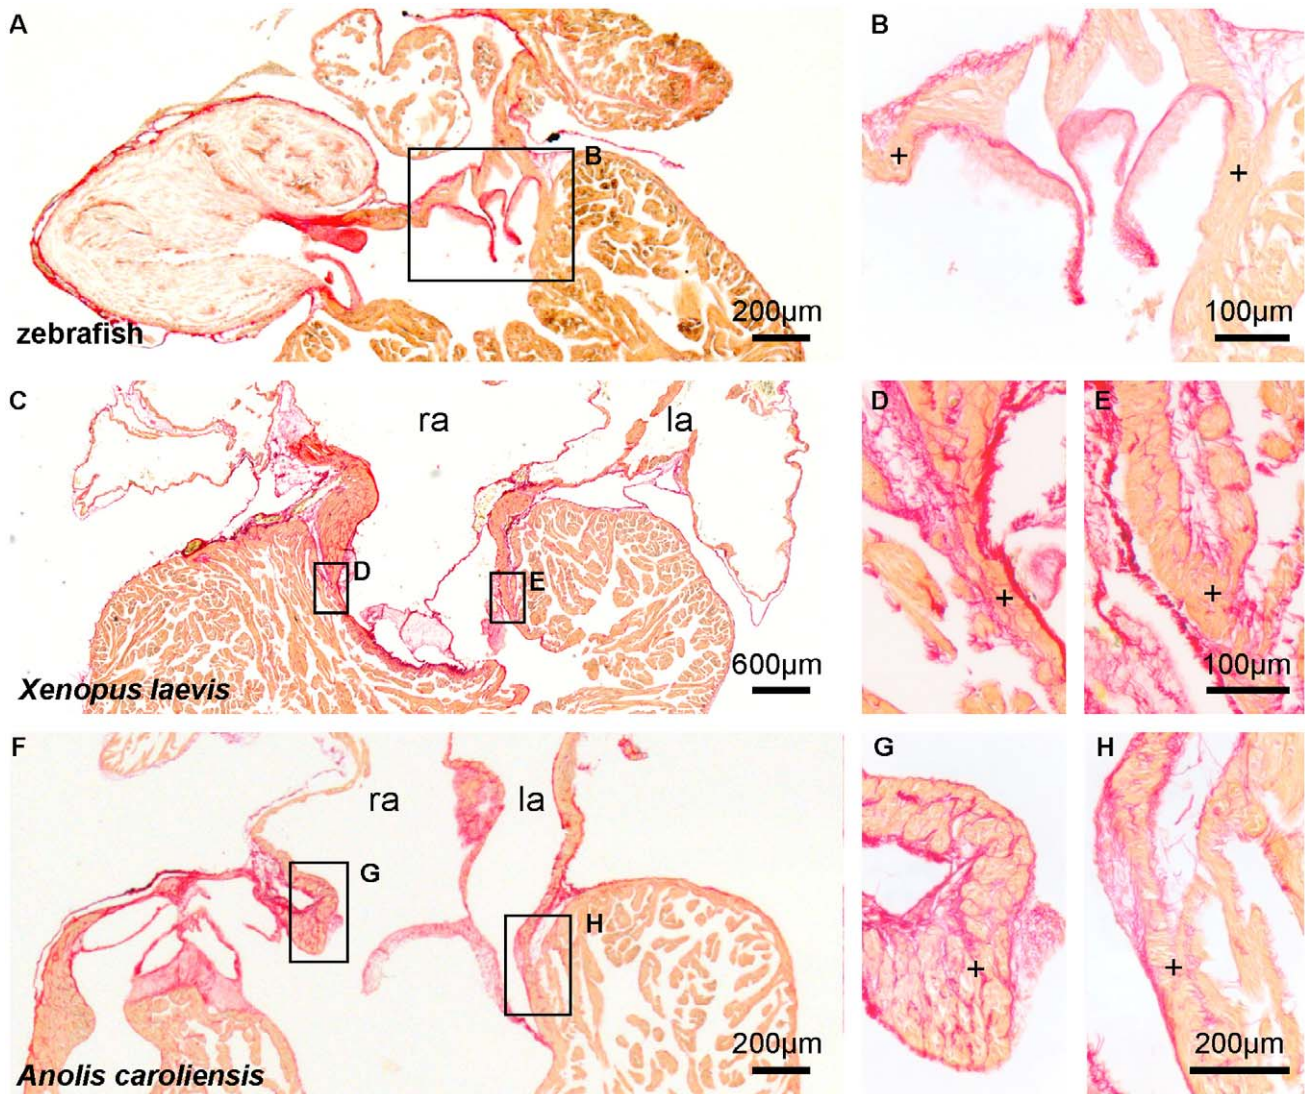 A
B
B
200µm
zebrafish
100µm
C
ra
la
D
E
D
E
600µm
Xenopus laevis
100µm
F
ra
la
G
H
G
H
200µm
Anolis caroliensis
200µm